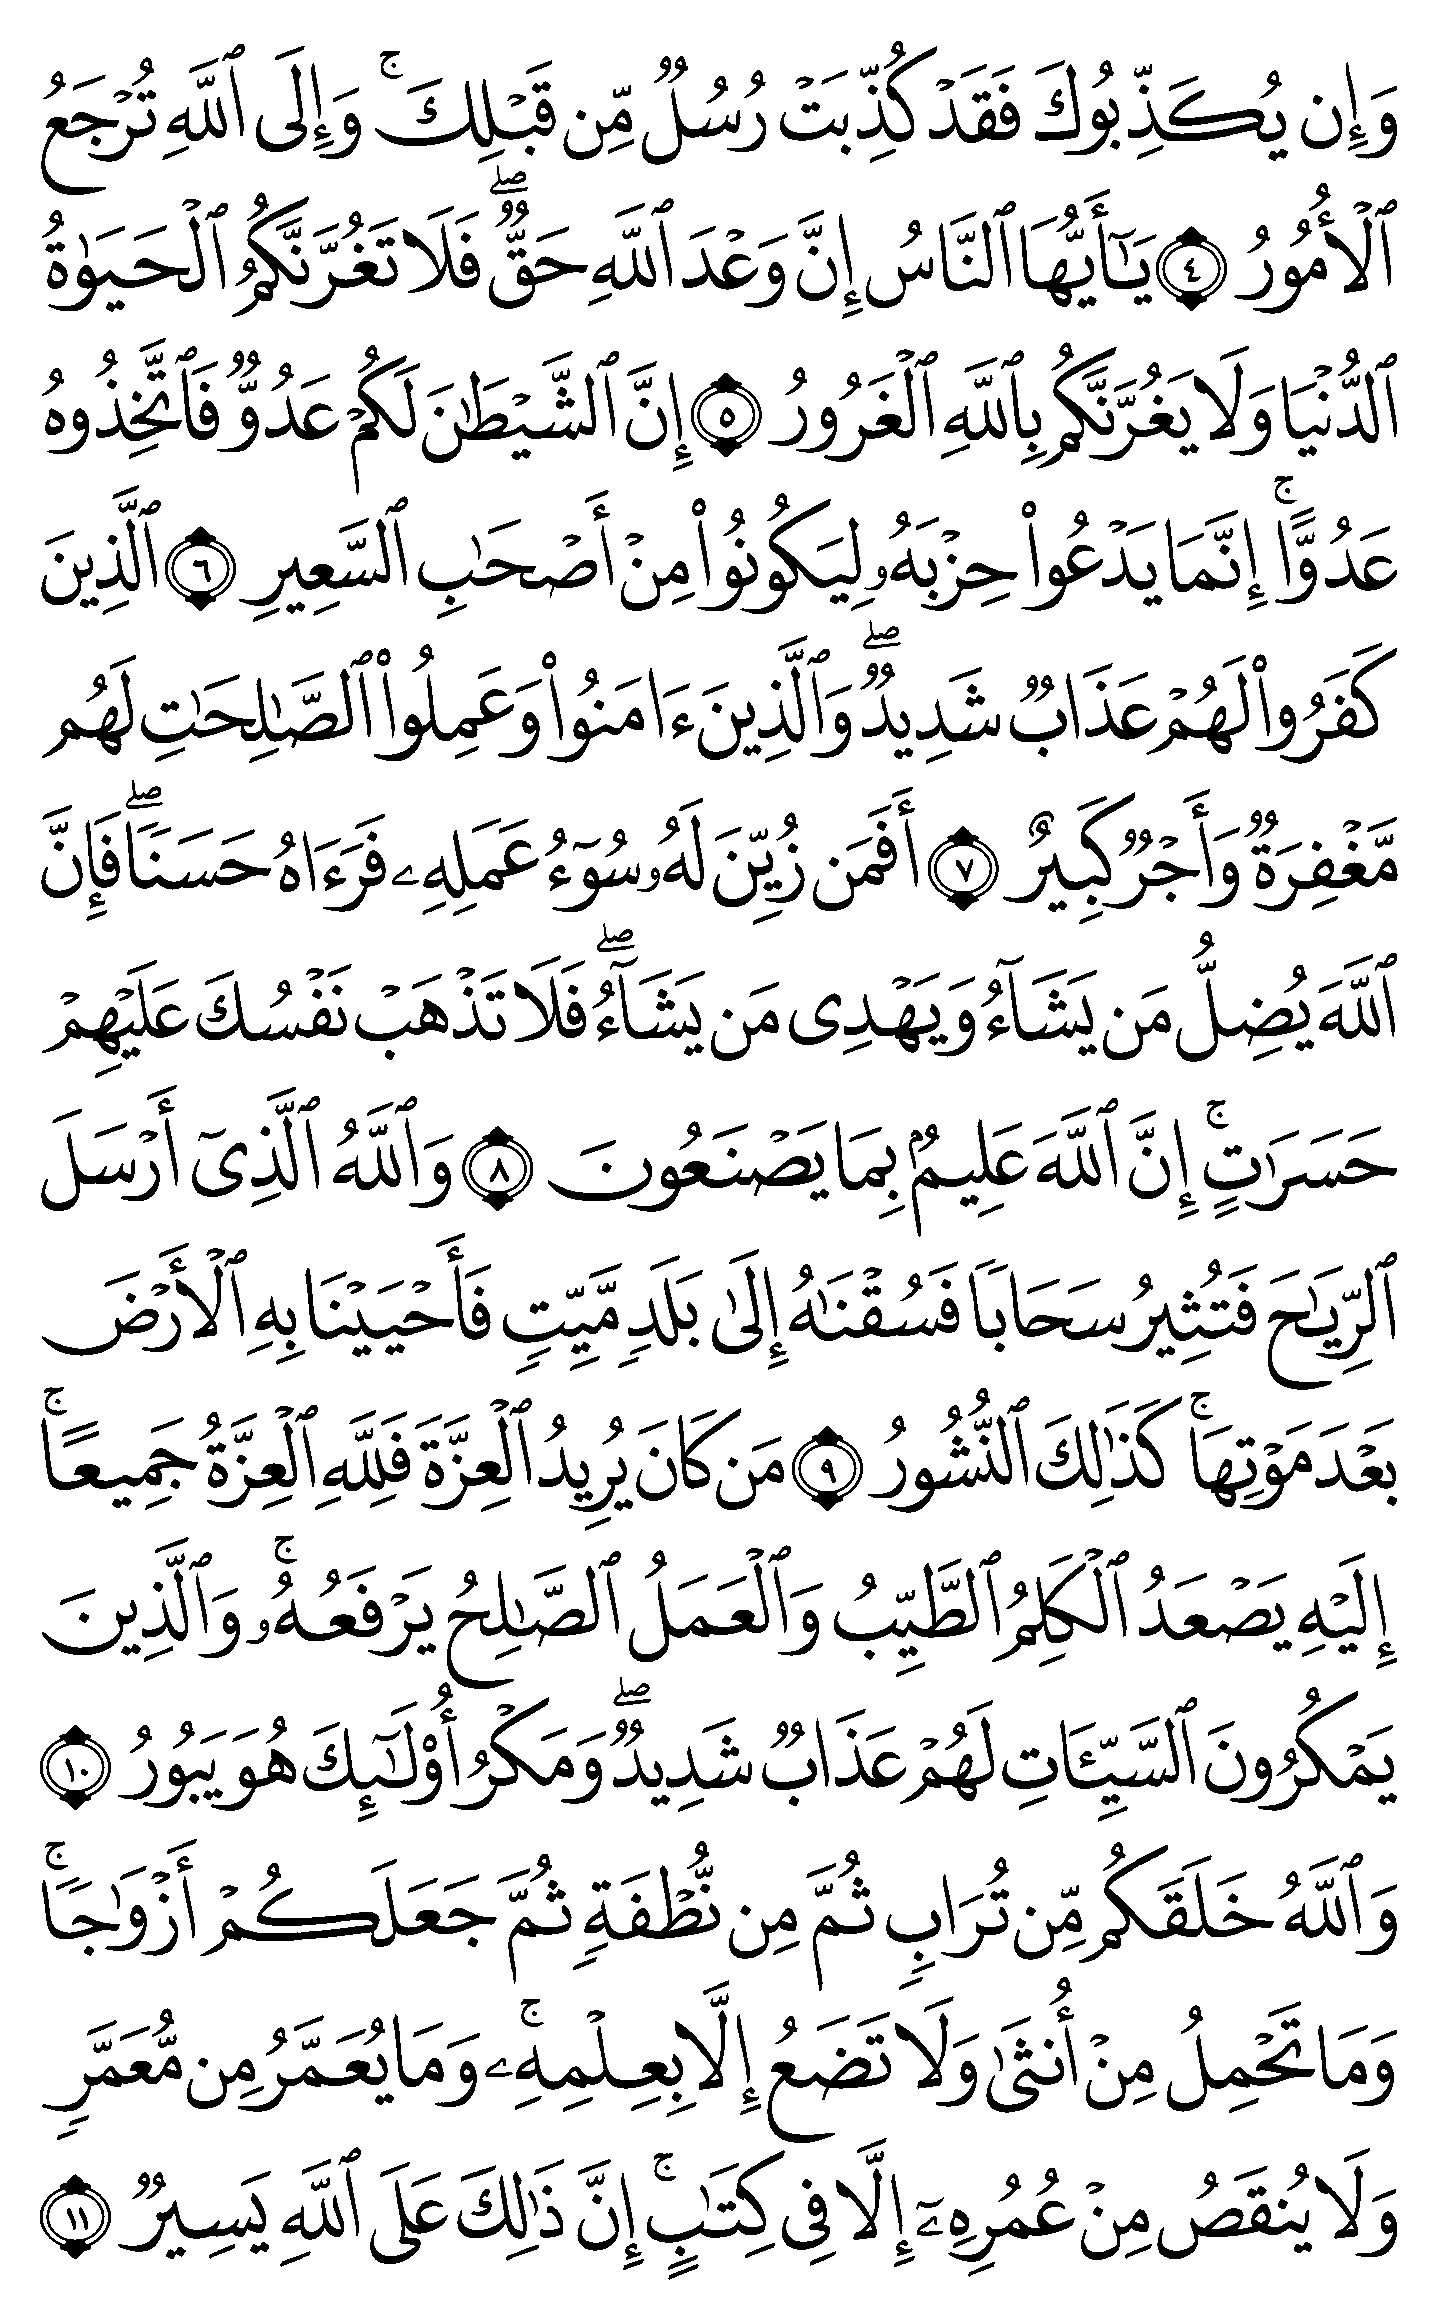 وَإِن يُكَذِّبُوكَ فَقَدْ كُذِّبَتْ رُسُلٌ مِّن قَبْلِكَ ۚ وَإِلَى ٱللَّهِ تُرْجَعُ
ٱلْأُمُورُ ٤ يَـٰٓأَيُّهَا ٱلنَّاسُ إِنَّ وَعْدَ ٱللَّهِ حَقٌّ ۖ فَلَا تَغُرَّنَّكُمُ ٱلْحَيَوٰةُ
ٱلدُّنْيَا وَلَا يَغُرَّنَّكُم بِٱللَّهِ ٱلْغَرُورُ ٥ إِنَّ ٱلشَّيْطَـٰنَ لَكُمْ عَدُوٌّ فَٱتَّخِذُوهُ
عَدُوًّا ۚ إِنَّمَا يَدْعُوا۟ حِزْبَهُۥ لِيَكُونُوا۟ مِنْ أَصْحَـٰبِ ٱلسَّعِيرِ ٦ ٱلَّذِينَ
كَفَرُوا۟ لَهُمْ عَذَابٌ شَدِيدٌ ۖ وَٱلَّذِينَ ءَامَنُوا۟ وَعَمِلُوا۟ ٱلصَّـٰلِحَـٰتِ لَهُم
مَّغْفِرَةٌ وَأَجْرٌ كَبِيرٌ ٧ أَفَمَن زُيِّنَ لَهُۥ سُوٓءُ عَمَلِهِۦ فَرَءَاهُ حَسَنًا ۖ فَإِنَّ
ٱللَّهَ يُضِلُّ مَن يَشَآءُ وَيَهْدِى مَن يَشَآءُ ۖ فَلَا تَذْهَبْ نَفْسُكَ عَلَيْهِمْ
حَسَرَٰتٍ ۚ إِنَّ ٱللَّهَ عَلِيمٌۢ بِمَا يَصْنَعُونَ ٨ وَٱللَّهُ ٱلَّذِىٓ أَرْسَلَ
ٱلرِّيَـٰحَ فَتُثِيرُ سَحَابًا فَسُقْنَـٰهُ إِلَىٰ بَلَدٍ مَّيِّتٍ فَأَحْيَيْنَا بِهِ ٱلْأَرْضَ
بَعْدَ مَوْتِهَا ۚ كَذَٰلِكَ ٱلنُّشُورُ ٩ مَن كَانَ يُرِيدُ ٱلْعِزَّةَ فَلِلَّهِ ٱلْعِزَّةُ جَمِيعًا ۚ
إِلَيْهِ يَصْعَدُ ٱلْكَلِمُ ٱلطَّيِّبُ وَٱلْعَمَلُ ٱلصَّـٰلِحُ يَرْفَعُهُۥ ۚ وَٱلَّذِينَ
يَمْكُرُونَ ٱلسَّيِّـَٔاتِ لَهُمْ عَذَابٌ شَدِيدٌ ۖ وَمَكْرُ أُو۟لَـٰٓئِكَ هُوَ يَبُورُ ١٠
وَٱللَّهُ خَلَقَكُم مِّن تُرَابٍ ثُمَّ مِن نُّطْفَةٍ ثُمَّ جَعَلَكُمْ أَزْوَٰجًا ۚ
وَمَا تَحْمِلُ مِنْ أُنثَىٰ وَلَا تَضَعُ إِلَّا بِعِلْمِهِۦ ۚ وَمَا يُعَمَّرُ مِن مُّعَمَّرٍ
وَلَا يُنقَصُ مِنْ عُمُرِهِۦٓ إِلَّا فِى كِتَـٰبٍ ۚ إِنَّ ذَٰلِكَ عَلَى ٱللَّهِ يَسِيرٌ ١١